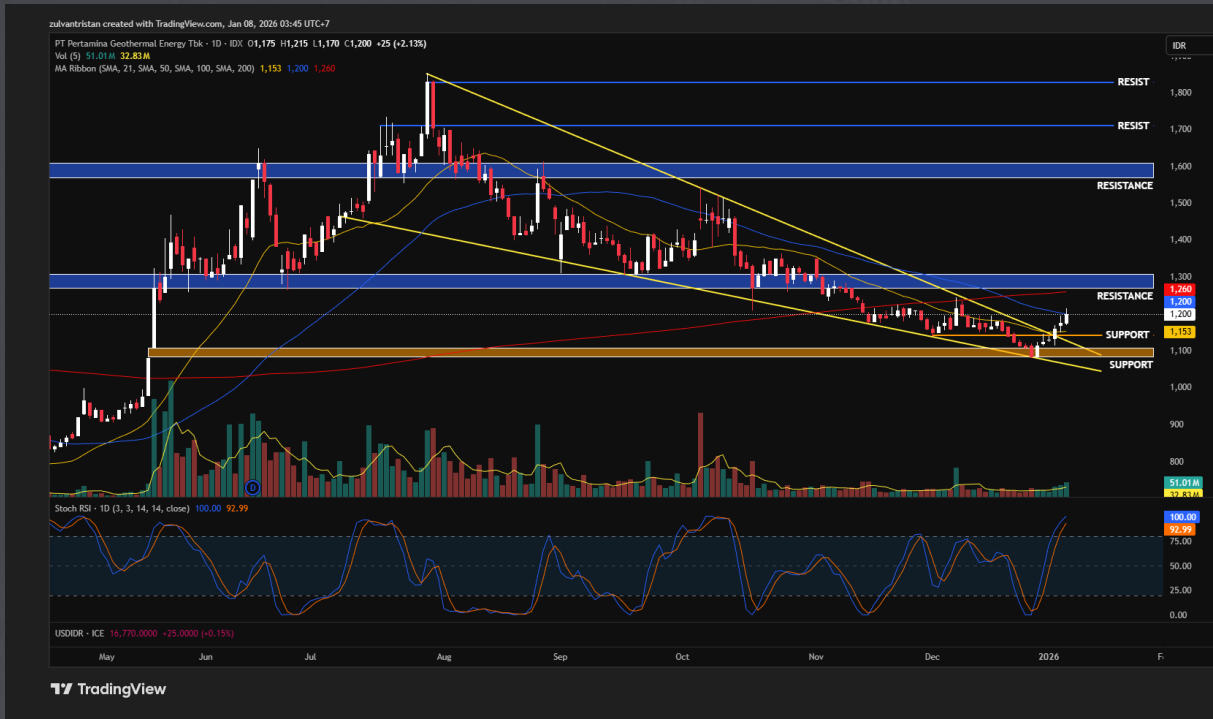 zulvantristan created with TradingView.com, Jan 08, 2026 03:45 UTC+7
PT Pertamina Geothermal Energy Tbk · 1D · IDX O1,175 H1,215 L1,170 C1,200 +25 (+2.13%)
Vol (5) 51.01M 32.83M
MA Ribbon (SMA, 21, SMA, 50, SMA, 100, SMA, 200) 1,153 1,200 1,260
IDR
RESIST
1,800
RESIST
1,700
1,600
RESISTANCE
1,500
1,400
1,300
RESISTANCE
1,260
1,200
1,200
SUPPORT
1,153
1,100
SUPPORT
1,000
900
800
D
51.01M
32.83M
Stoch RSI · 1D (3, 3, 14, 14, close) 100.00 92.99
100.00
92.99
75.00
50.00
25.00
0.00
USDIDR · ICE 16,770.0000 +25.0000 (+0.15%)
May Jun Jul Aug Sep Oct Nov Dec 2026
TradingView